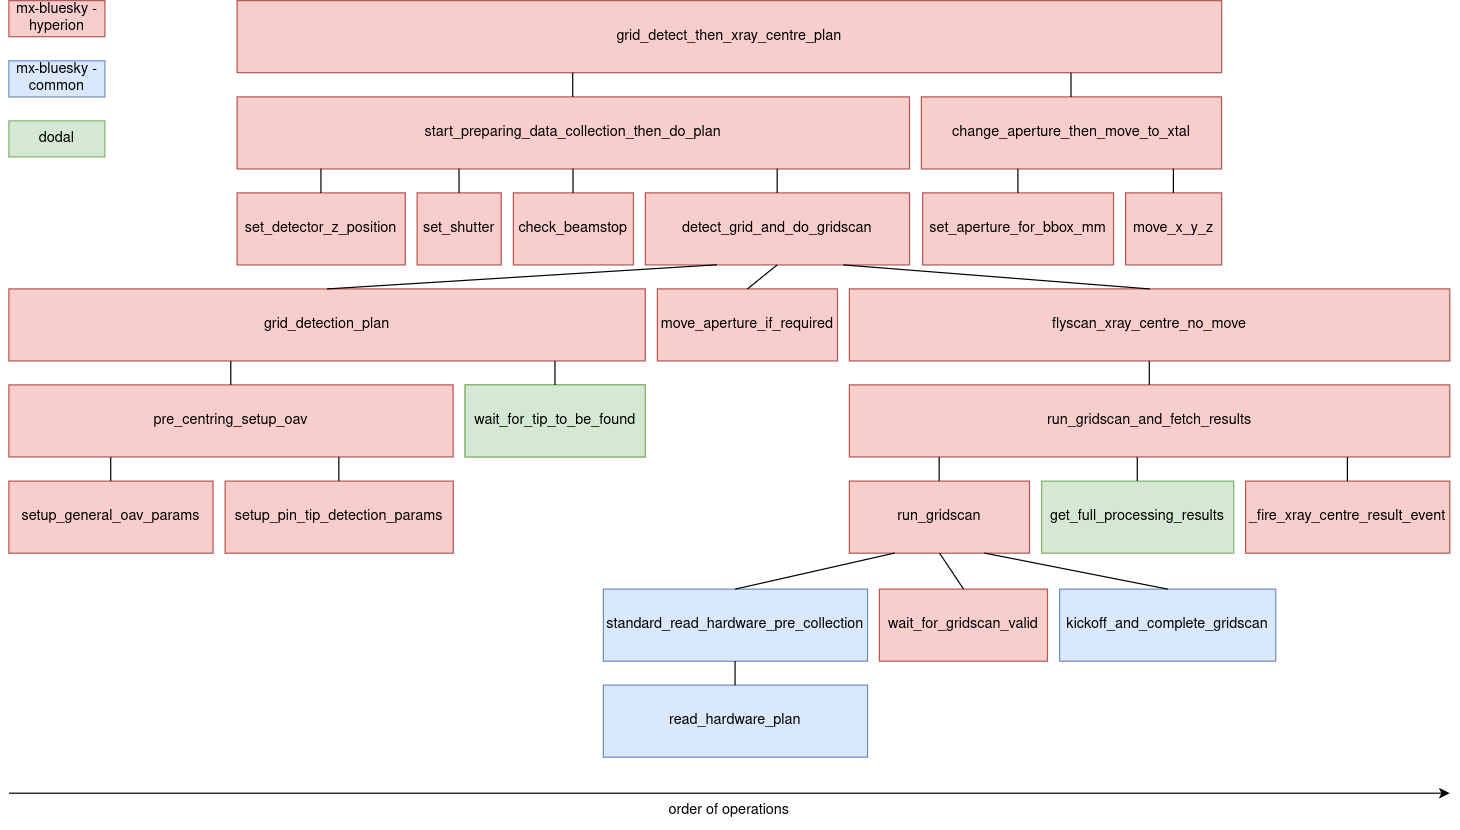 mx-bluesky -
hyperion
grid_detect_then_xray_centre_plan
mx-bluesky -
common
dodal
start_preparing_data_collection_then_do_plan
change_aperture_then_move_to_xtal
set_detector_z_position
set_shutter
check_beamstop
detect_grid_and_do_gridscan
set_aperture_for_bbox_mm
move_x_y_z
grid_detection_plan
move_aperture_if_required
flyscan_xray_centre_no_move
pre_centring_setup_oav
wait_for_tip_to_be_found
run_gridscan_and_fetch_results
setup_general_oav_params
setup_pin_tip_detection_params
run_gridscan
get_full_processing_results
_fire_xray_centre_result_event
standard_read_hardware_pre_collection
wait_for_gridscan_valid
kickoff_and_complete_gridscan
read_hardware_plan
order of operations